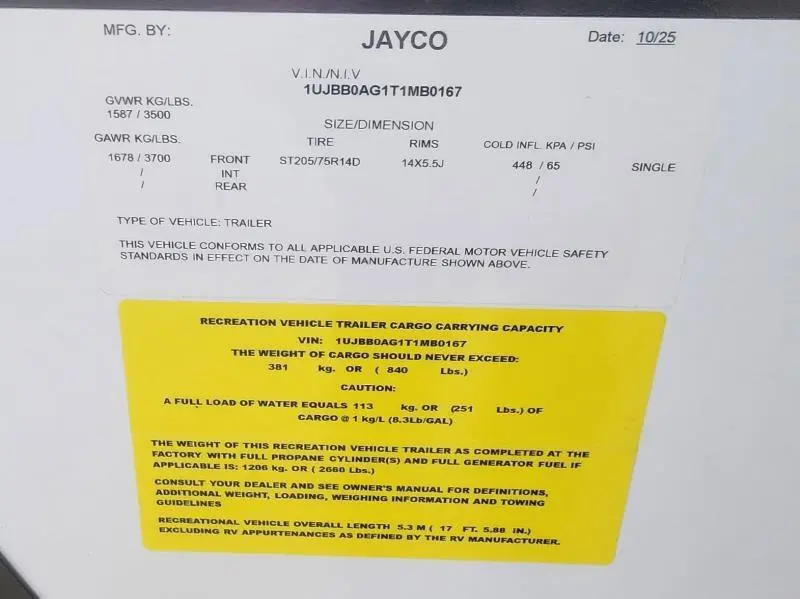 MFG. BY: JAYCO Date: 10/25
V.I.N./N.I.V
1UJBB0AG1T1MB0167
GVWR KG/LBS.
1587 / 3500
SIZE/DIMENSION
GAWR KG/LBS. TIRE RIMS COLD INFL. KPA / PSI
1678 / 3700 FRONT ST205/75R14D 14X5.5J 448 / 65 SINGLE
/ INT /
/ REAR /
TYPE OF VEHICLE: TRAILER
THIS VEHICLE CONFORMS TO ALL APPLICABLE U.S. FEDERAL MOTOR VEHICLE SAFETY
STANDARDS IN EFFECT ON THE DATE OF MANUFACTURE SHOWN ABOVE.
RECREATION VEHICLE TRAILER CARGO CARRYING CAPACITY
VIN: 1UJBB0AG1T1MB0167
THE WEIGHT OF CARGO SHOULD NEVER EXCEED:
381 kg. OR ( 840 Lbs.)
CAUTION:
A FULL LOAD OF WATER EQUALS 113 kg. OR (251 Lbs.) OF
CARGO @ 1 kg/L (8.3Lb/GAL)
THE WEIGHT OF THIS RECREATION VEHICLE TRAILER AS COMPLETED AT THE
FACTORY WITH FULL PROPANE CYLINDER(S) AND FULL GENERATOR FUEL IF
APPLICABLE IS: 1206 kg. OR ( 2660 Lbs.)
CONSULT YOUR DEALER AND SEE OWNER'S MANUAL FOR DEFINITIONS,
ADDITIONAL WEIGHT, LOADING, WEIGHING INFORMATION AND TOWING
GUIDELINES
RECREATIONAL VEHICLE OVERALL LENGTH 5.3 M ( 17 FT. 5.88 IN.)
EXCLUDING RV APPURTENANCES AS DEFINED BY THE RV MANUFACTURER.